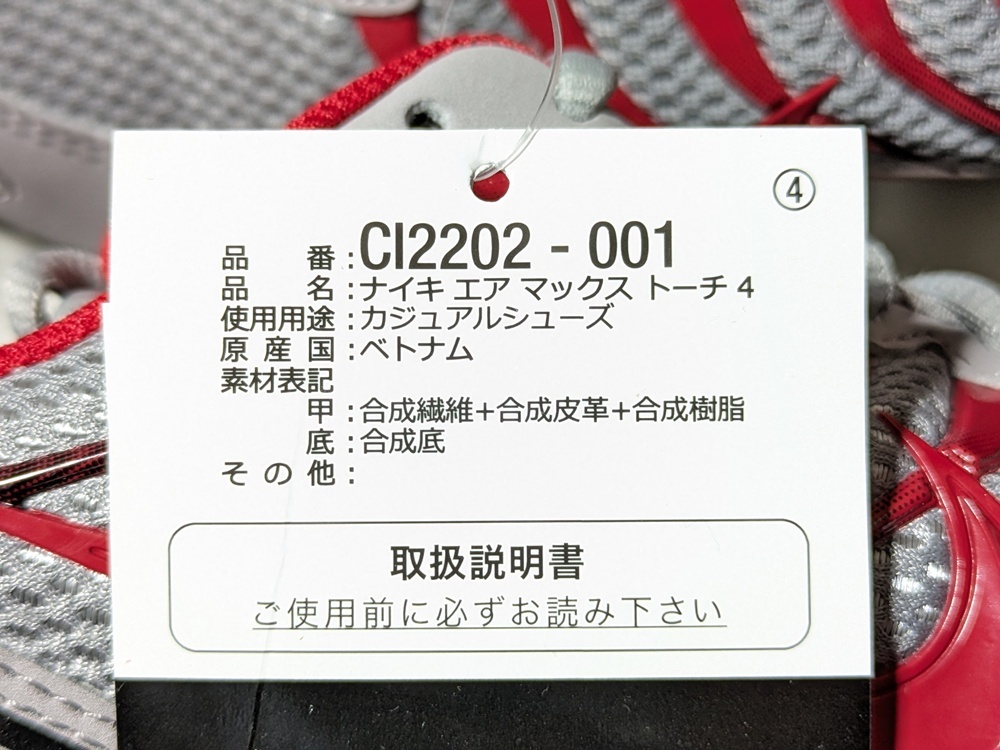 ④
品番:CI2202 - 001
品名:ナイキ エア マックス トーチ 4
使用用途:カジュアルシューズ
原産国:ベトナム
素材表記
甲:合成繊維+合成皮革+合成樹脂
底:合成底
その他:
取扱説明書
ご使用前に必ずお読み下さい